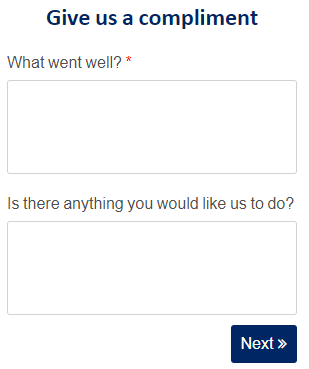 Give us a compliment
What went well? *
Is there anything you would like us to do?
Next »